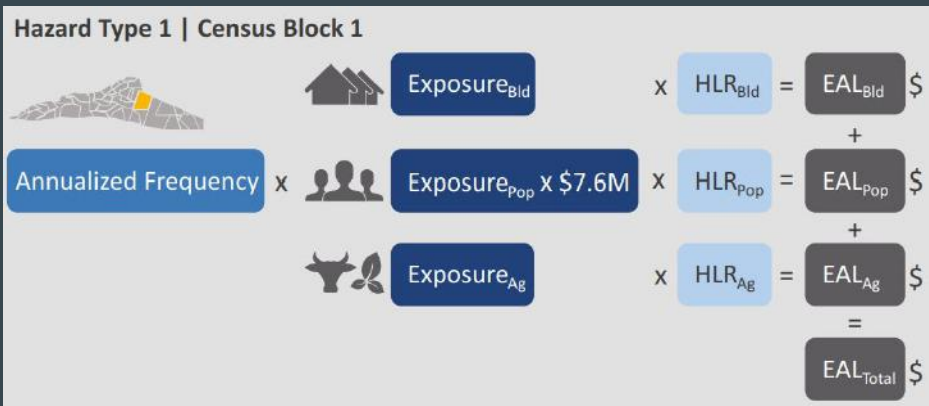 Hazard Type 1 | Census Block 1
Exposure_Bld x HLR_Bld = EAL_Bld $
+
Annualized Frequency x Exposure_Pop x $7.6M x HLR_Pop = EAL_Pop $
+
Exposure_Ag x HLR_Ag = EAL_Ag $
=
EAL_Total $